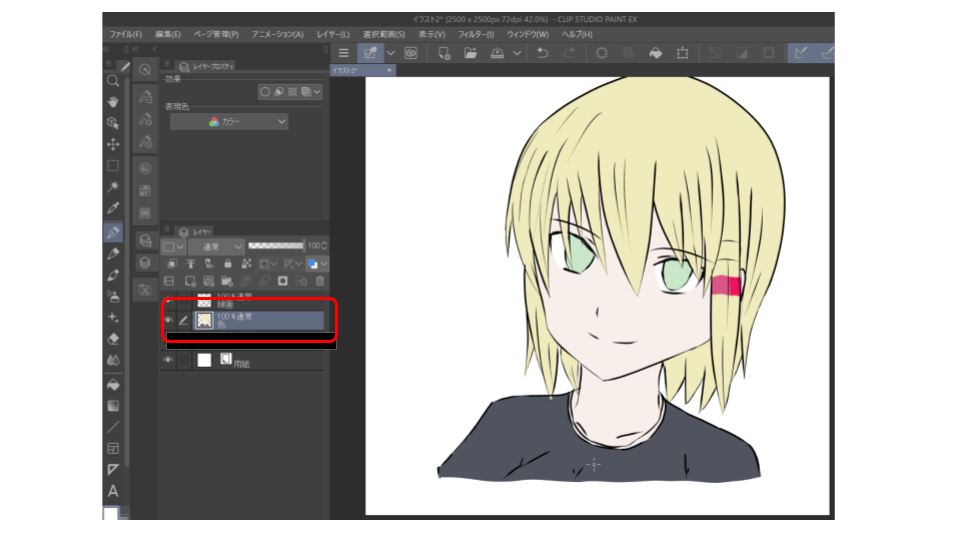 イラスト2* (2500 x 2500px 72dpi 42.0%) - CLIP STUDIO PAINT EX
ファイル(F) 編集(E) ページ管理(P) アニメーション(A) レイヤー(L) 選択範囲(S) 表示(V) フィルター(I) ウィンドウ(W) ヘルプ(H)
イラスト2*
レイヤープロパティ
効果
表現色
カラー
レイヤー
通常 100
100％通常
線画
100％通常
色
用紙
A